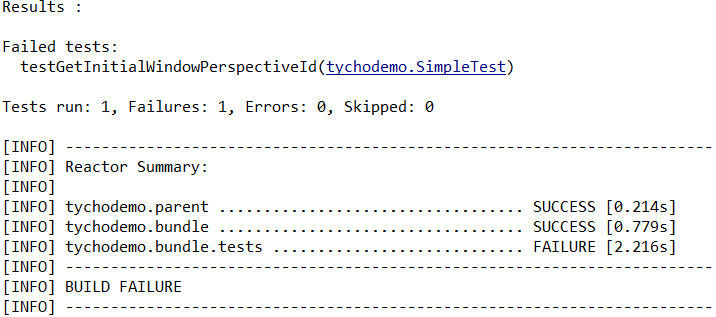 Results :
Failed tests:
  testGetInitialWindowPerspectiveId(tychodemo.SimpleTest)
Tests run: 1, Failures: 1, Errors: 0, Skipped: 0
[INFO] ------------------------------------------------------------------------
[INFO] Reactor Summary:
[INFO]
[INFO] tychodemo.parent .................................. SUCCESS [0.214s]
[INFO] tychodemo.bundle .................................. SUCCESS [0.779s]
[INFO] tychodemo.bundle.tests ............................ FAILURE [2.216s]
[INFO] ------------------------------------------------------------------------
[INFO] BUILD FAILURE
[INFO] ------------------------------------------------------------------------